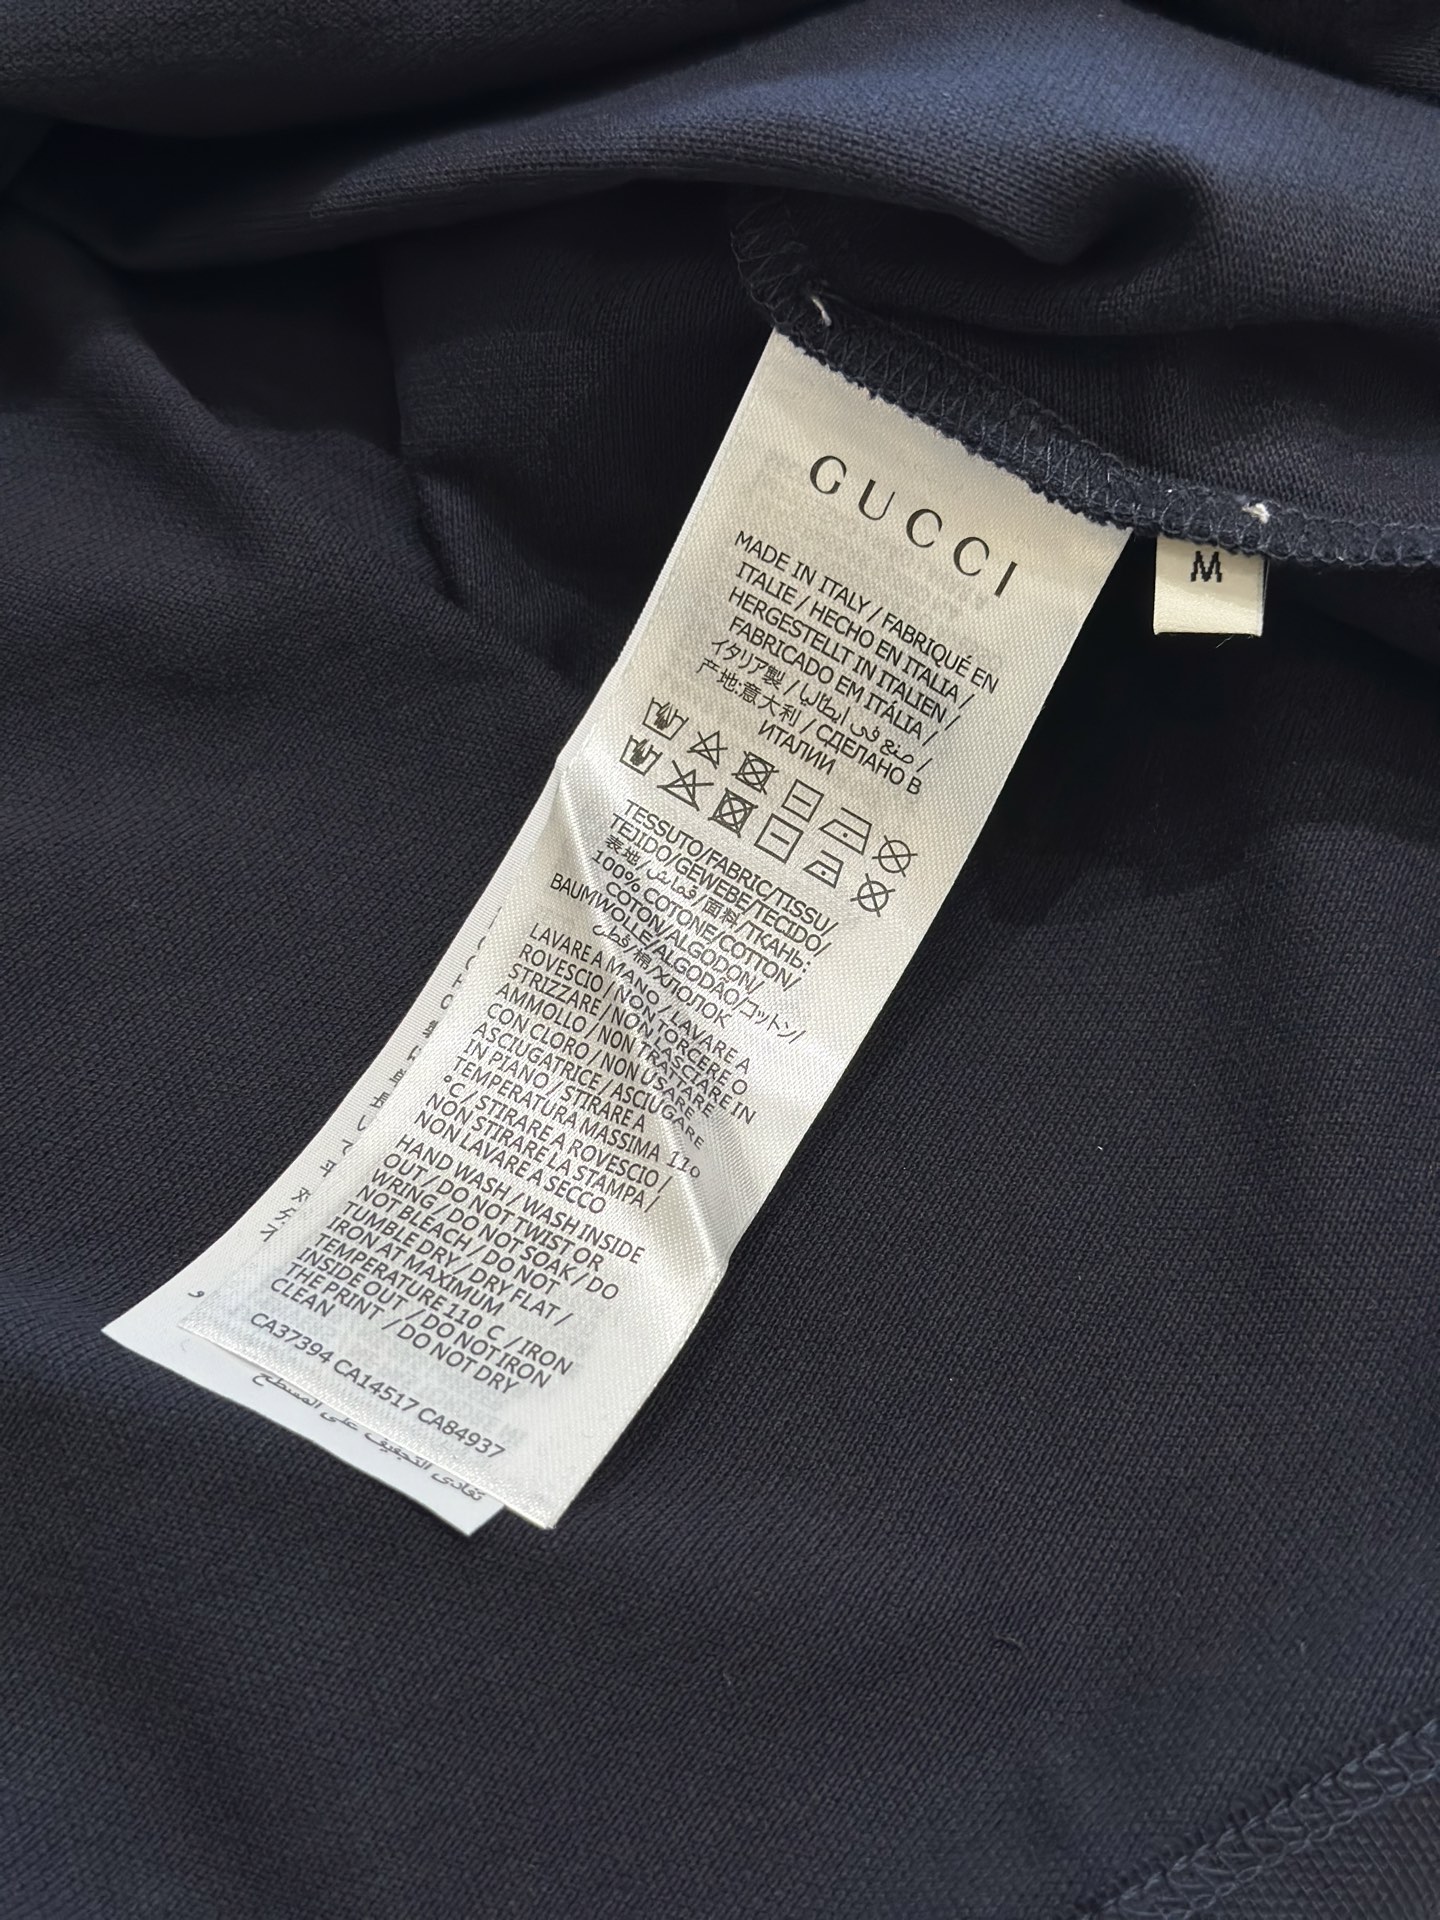 GUCCI
M
MADE IN ITALY / FABRIQUÉ EN
ITALIE / HECHO EN ITALIA /
HERGESTELLT IN ITALIEN /
FABRICADO EM ITÁLIA /
イタリア製 / صنع في ايطاليا /
产地:意大利 / СДЕЛАНО В
ИТАЛИИ
TESSUTO/FABRIC/TISSU/
TEJIDO/GEWEBE/TECIDO/
表地/قماش/面料/ТКАНЬ:
100% COTONE/COTTON/
COTON/ALGODON/
BAUMWOLLE/ALGODÃO/コットン/
قطن/棉/ХЛОПОК
LAVARE A MANO / LAVARE A
ROVESCIO / NON TORCERE O
STRIZZARE / NON LASCIARE IN
AMMOLLO / NON TRATTARE
CON CLORO / NON USARE
ASCIUGATRICE / ASCIUGARE
IN PIANO / STIRARE A
TEMPERATURA MASSIMA 110
°C / STIRARE A ROVESCIO /
NON STIRARE LA STAMPA /
NON LAVARE A SECCO
HAND WASH / WASH INSIDE
OUT / DO NOT TWIST OR
WRING / DO NOT SOAK / DO
NOT BLEACH / DO NOT
TUMBLE DRY / DRY FLAT /
IRON AT MAXIMUM
TEMPERATURE 110 C / IRON
INSIDE OUT / DO NOT IRON
THE PRINT / DO NOT DRY
CLEAN
CA37394 CA14517 CA84937